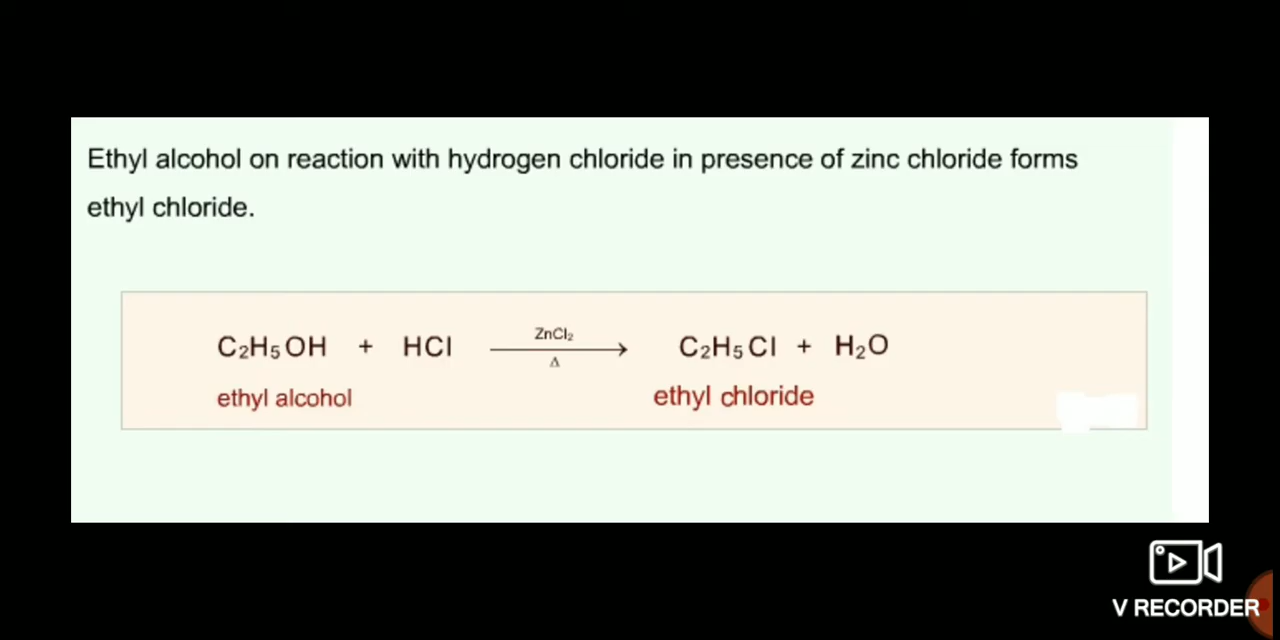 Ethyl alcohol on reaction with hydrogen chloride in presence of zinc chloride forms
ethyl chloride.
ZnCl₂
C₂H₅OH + HCl ⟶ C₂H₅Cl + H₂O
Δ
ethyl alcohol ethyl chloride
V RECORDER